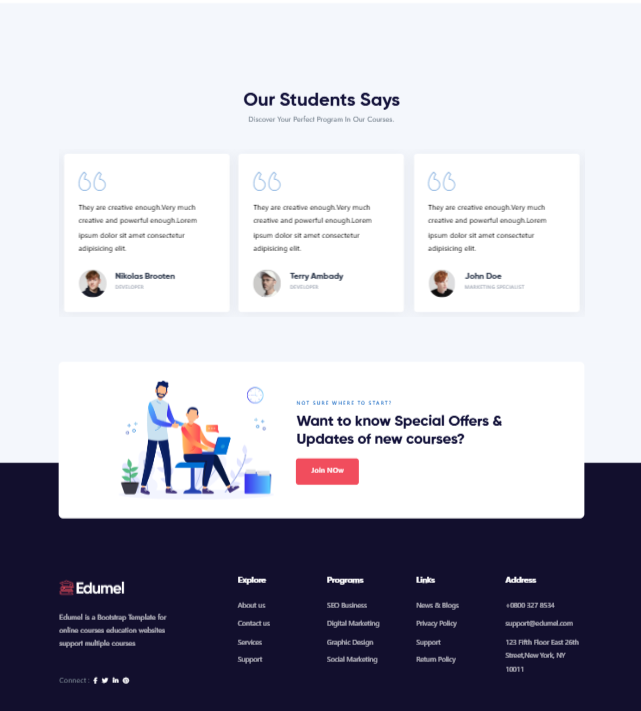 Our Students Says
Discover Your Perfect Program In Our Courses.
They are creative enough.Very much
creative and powerful enough.Lorem
ipsum dolor sit amet consectetur
adipisicing elit.
Nikolas Brooten
DEVELOPER
They are creative enough.Very much
creative and powerful enough.Lorem
ipsum dolor sit amet consectetur
adipisicing elit.
Terry Ambady
DEVELOPER
They are creative enough.Very much
creative and powerful enough.Lorem
ipsum dolor sit amet consectetur
adipisicing elit.
John Doe
MARKETING SPECIALIST
NOT SURE WHERE TO START?
Want to know Special Offers &
Updates of new courses?
Join NOw
Edumel
Edumel is a Bootstrap Template for
online courses education websites
support multiple courses
Connect :
Explore
About us
Contact us
Services
Support
Programs
SEO Business
Digital Marketing
Graphic Design
Social Marketing
Links
News & Blogs
Privacy Policy
Support
Return Policy
Address
+0800 327 8534
support@edumel.com
123 Fifth Floor East 26th
Street,New York, NY
10011